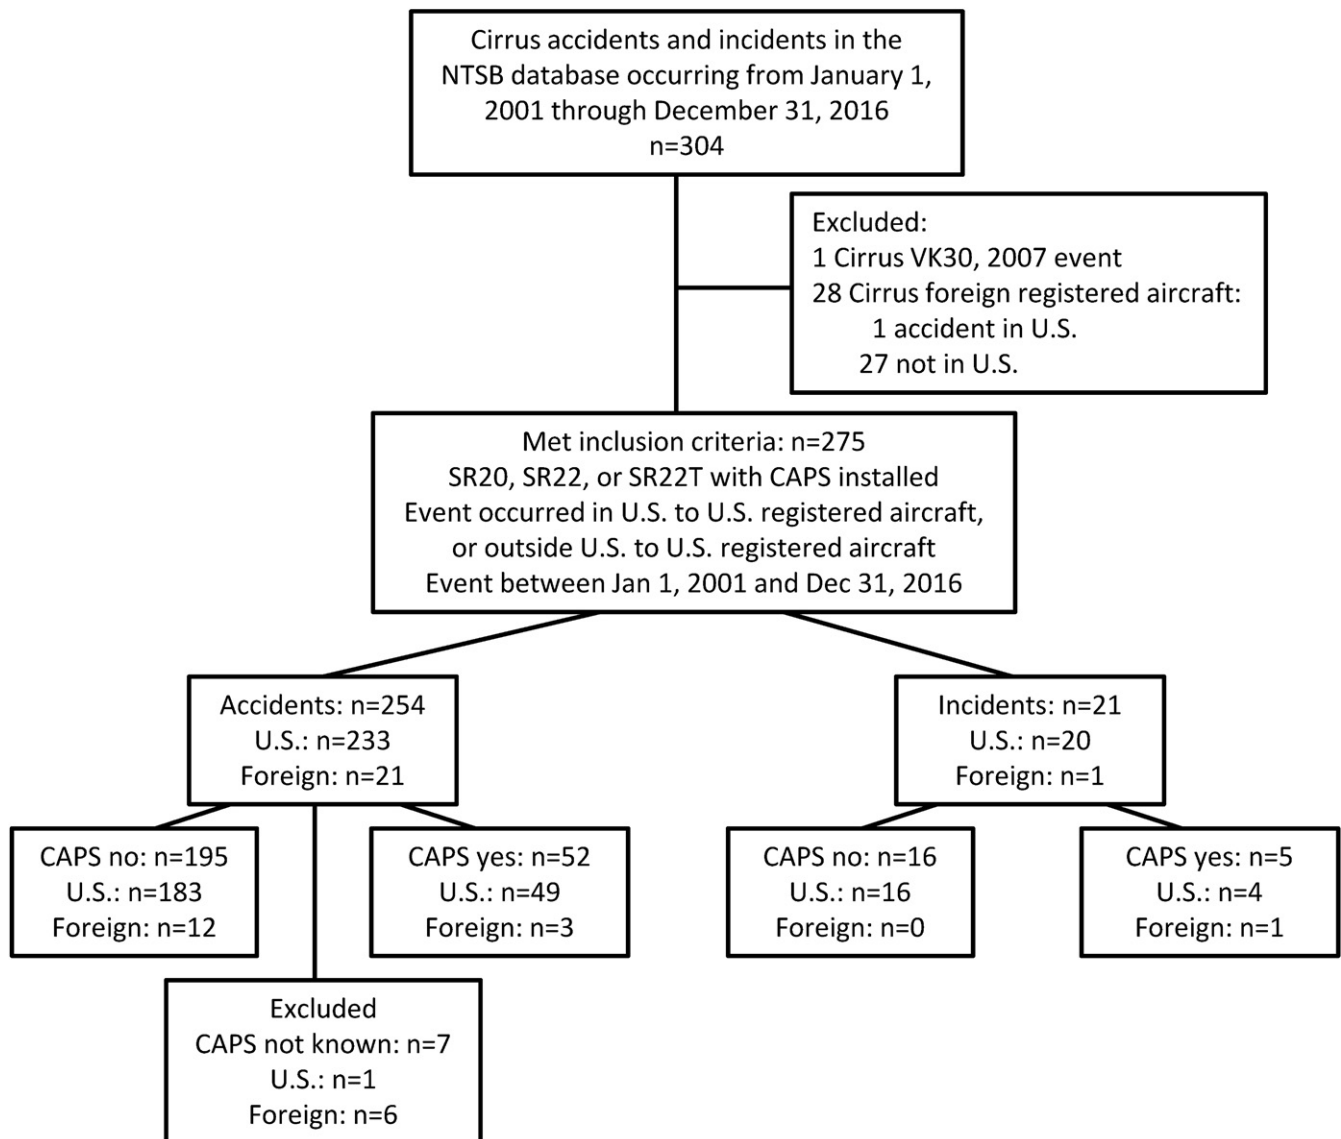 Cirrus accidents and incidents in the
NTSB database occurring from January 1,
2001 through December 31, 2016
n=304
Excluded:
1 Cirrus VK30, 2007 event
28 Cirrus foreign registered aircraft:
1 accident in U.S.
27 not in U.S.
Met inclusion criteria: n=275
SR20, SR22, or SR22T with CAPS installed
Event occurred in U.S. to U.S. registered aircraft,
or outside U.S. to U.S. registered aircraft
Event between Jan 1, 2001 and Dec 31, 2016
Accidents: n=254
U.S.: n=233
Foreign: n=21
Incidents: n=21
U.S.: n=20
Foreign: n=1
CAPS no: n=195
U.S.: n=183
Foreign: n=12
CAPS yes: n=52
U.S.: n=49
Foreign: n=3
CAPS no: n=16
U.S.: n=16
Foreign: n=0
CAPS yes: n=5
U.S.: n=4
Foreign: n=1
Excluded
CAPS not known: n=7
U.S.: n=1
Foreign: n=6